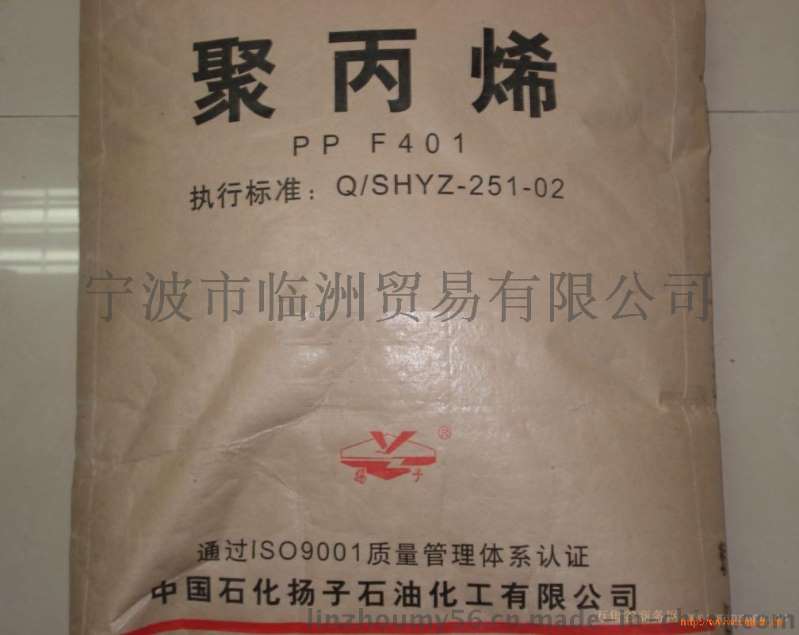 聚丙烯
PP F401
执行标准：Q/SHYZ-251-02
宁波市临洲贸易有限公司
®
扬子
通过ISO9001质量管理体系认证
中国石化扬子石油化工有限公司
linzhoumy56.cn.made-in-china.com